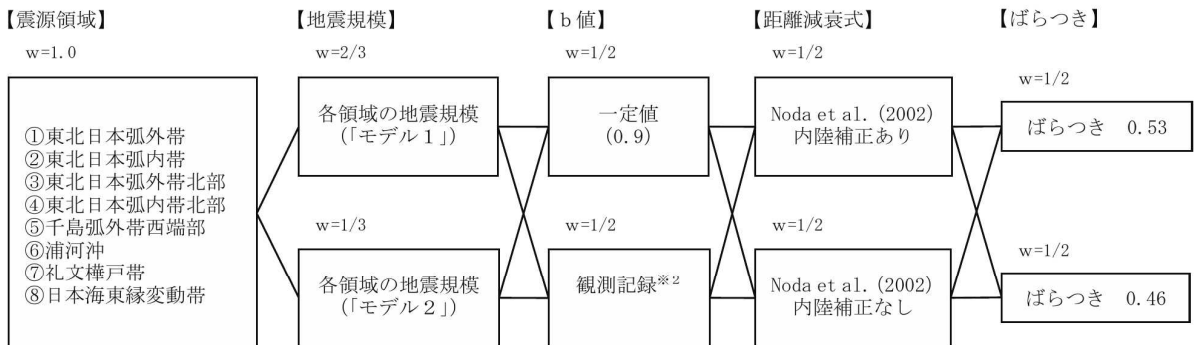 【震源領域】
w=1.0
①東北日本弧外帯
②東北日本弧内帯
③東北日本弧外帯北部
④東北日本弧内帯北部
⑤千島弧外帯西端部
⑥浦河沖
⑦礼文樺戸帯
⑧日本海東縁変動帯
【地震規模】
w=2/3
各領域の地震規模
(「モデル1」)
w=1/3
各領域の地震規模
(「モデル2」)
【b値】
w=1/2
一定値
(0.9)
w=1/2
観測記録※2
【距離減衰式】
w=1/2
Noda et al. (2002)
内陸補正あり
w=1/2
Noda et al. (2002)
内陸補正なし
【ばらつき】
w=1/2
ばらつき 0.53
w=1/2
ばらつき 0.46